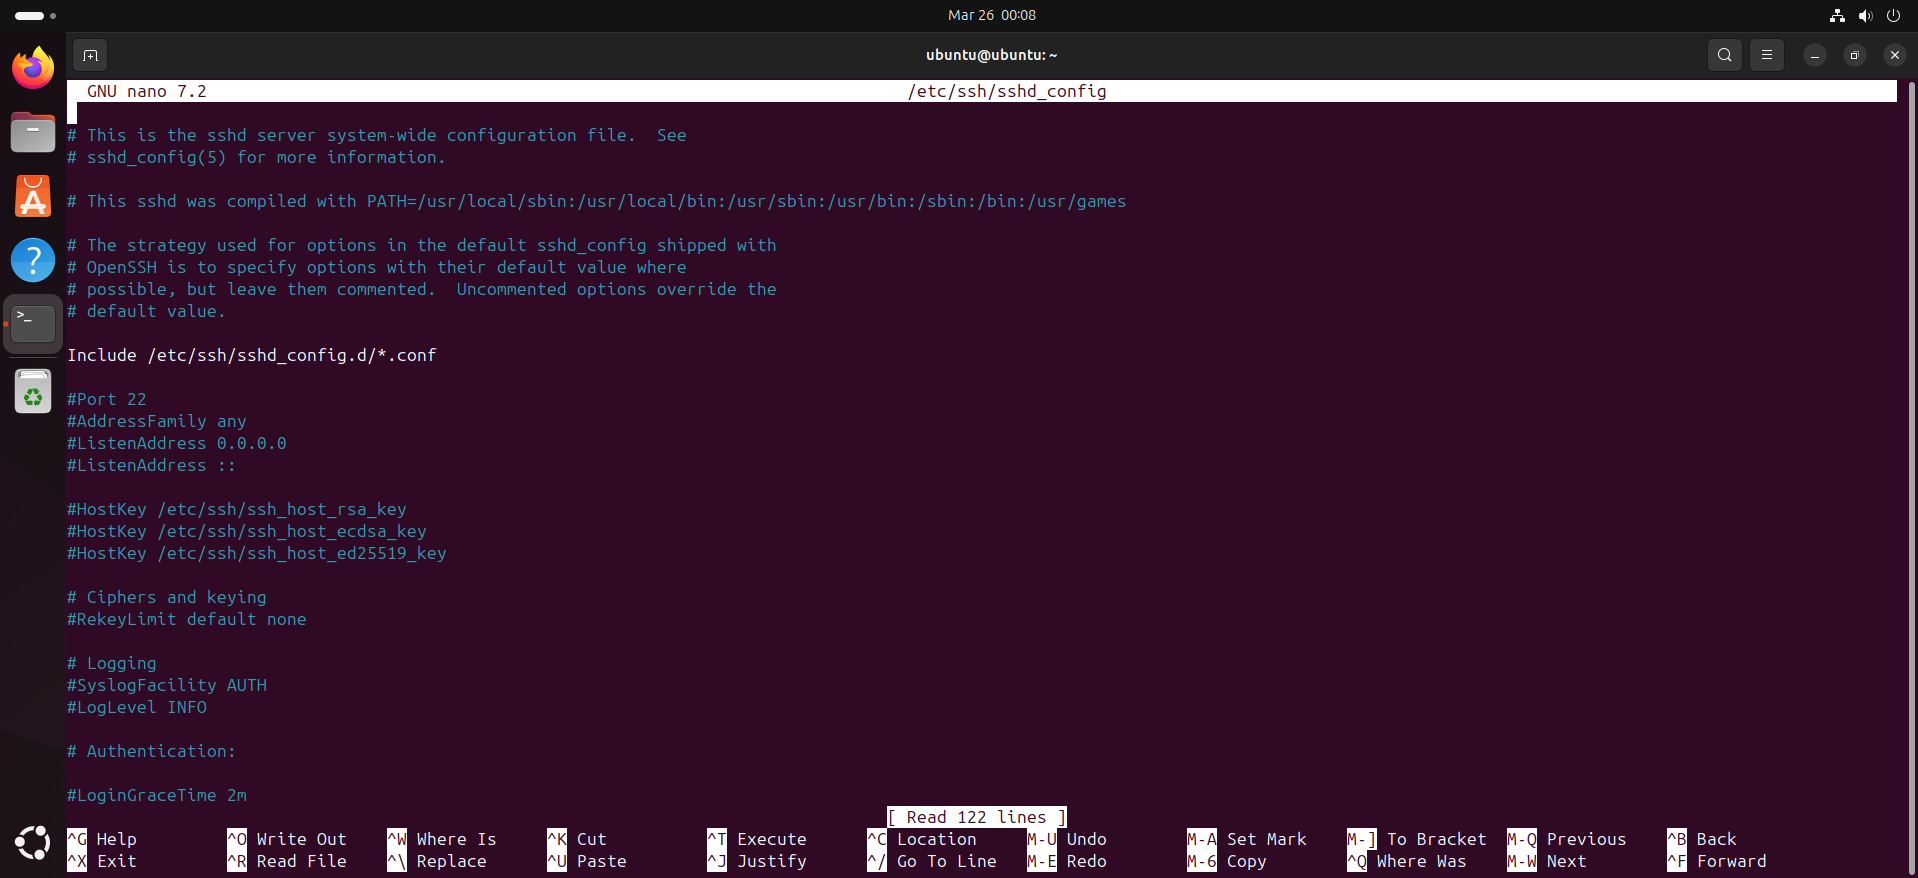 Mar 26 00:08
ubuntu@ubuntu: ~
GNU nano 7.2 /etc/ssh/sshd_config
# This is the sshd server system-wide configuration file.  See
# sshd_config(5) for more information.
# This sshd was compiled with PATH=/usr/local/sbin:/usr/local/bin:/usr/sbin:/usr/bin:/sbin:/bin:/usr/games
# The strategy used for options in the default sshd_config shipped with
# OpenSSH is to specify options with their default value where
# possible, but leave them commented.  Uncommented options override the
# default value.
Include /etc/ssh/sshd_config.d/*.conf
#Port 22
#AddressFamily any
#ListenAddress 0.0.0.0
#ListenAddress ::
#HostKey /etc/ssh/ssh_host_rsa_key
#HostKey /etc/ssh/ssh_host_ecdsa_key
#HostKey /etc/ssh/ssh_host_ed25519_key
# Ciphers and keying
#RekeyLimit default none
# Logging
#SyslogFacility AUTH
#LogLevel INFO
# Authentication:
#LoginGraceTime 2m
[ Read 122 lines ]
^G Help ^O Write Out ^W Where Is ^K Cut ^T Execute ^C Location M-U Undo M-A Set Mark M-] To Bracket M-Q Previous ^B Back
^X Exit ^R Read File ^\ Replace ^U Paste ^J Justify ^/ Go To Line M-E Redo M-6 Copy ^Q Where Was M-W Next ^F Forward